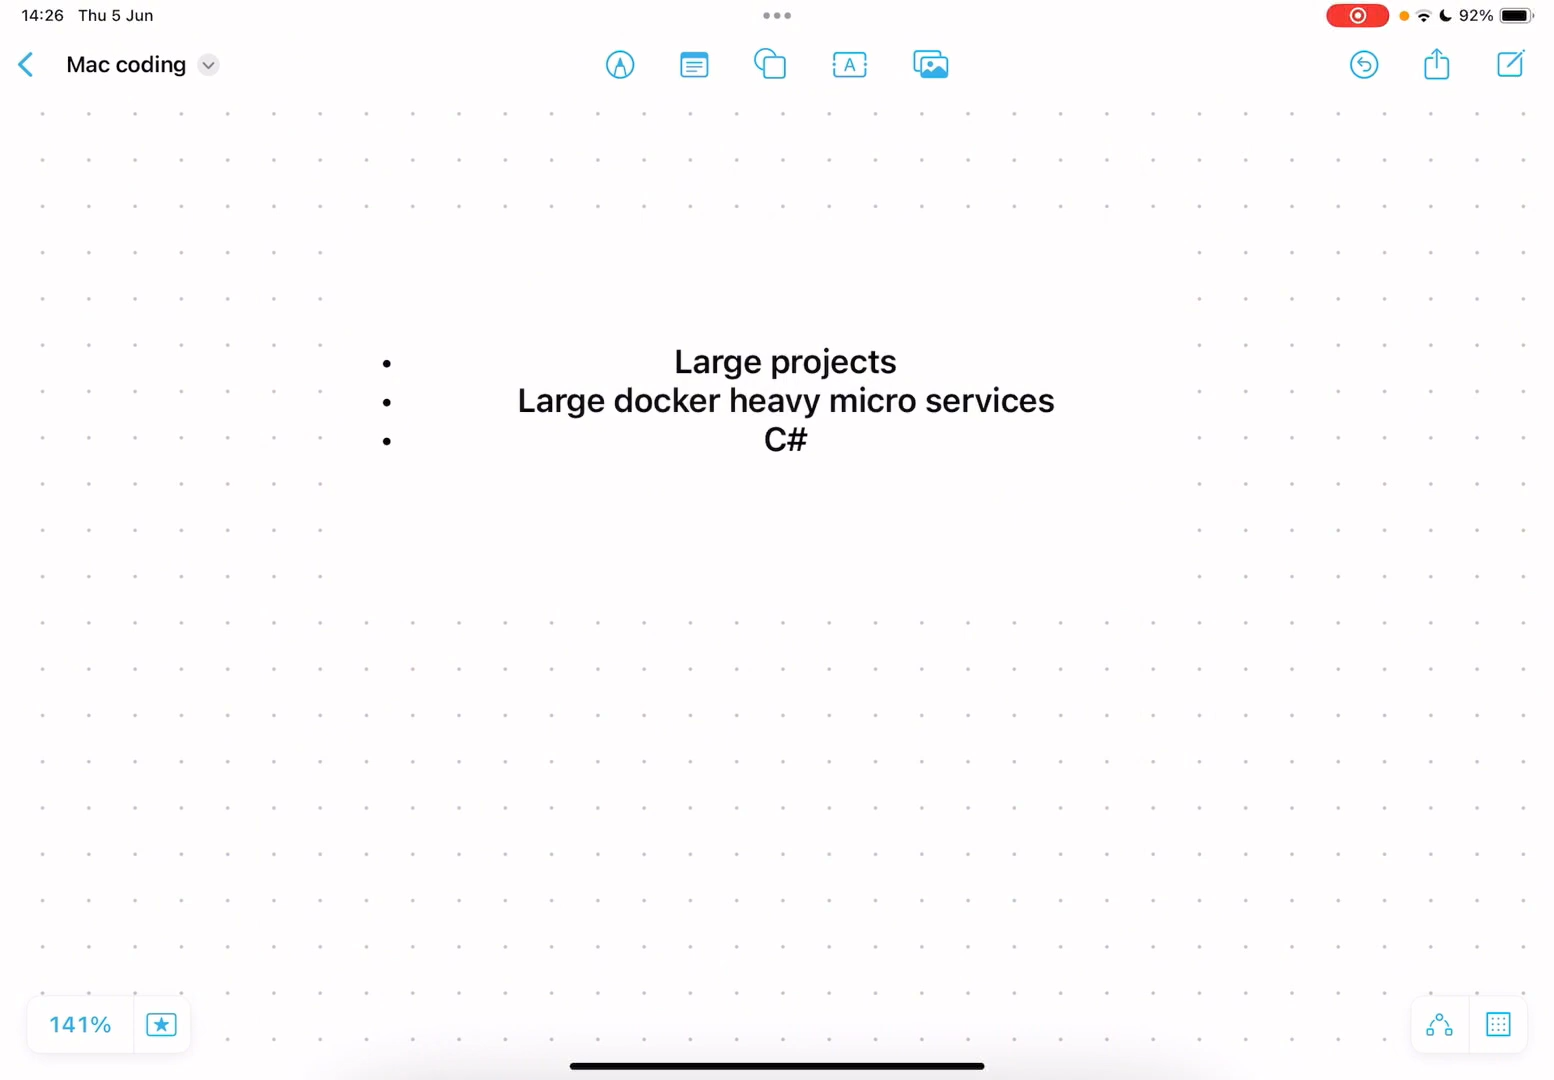 14:26 Thu 5 Jun
92%
Mac coding
A
• Large projects
• Large docker heavy micro services
• C#
141%